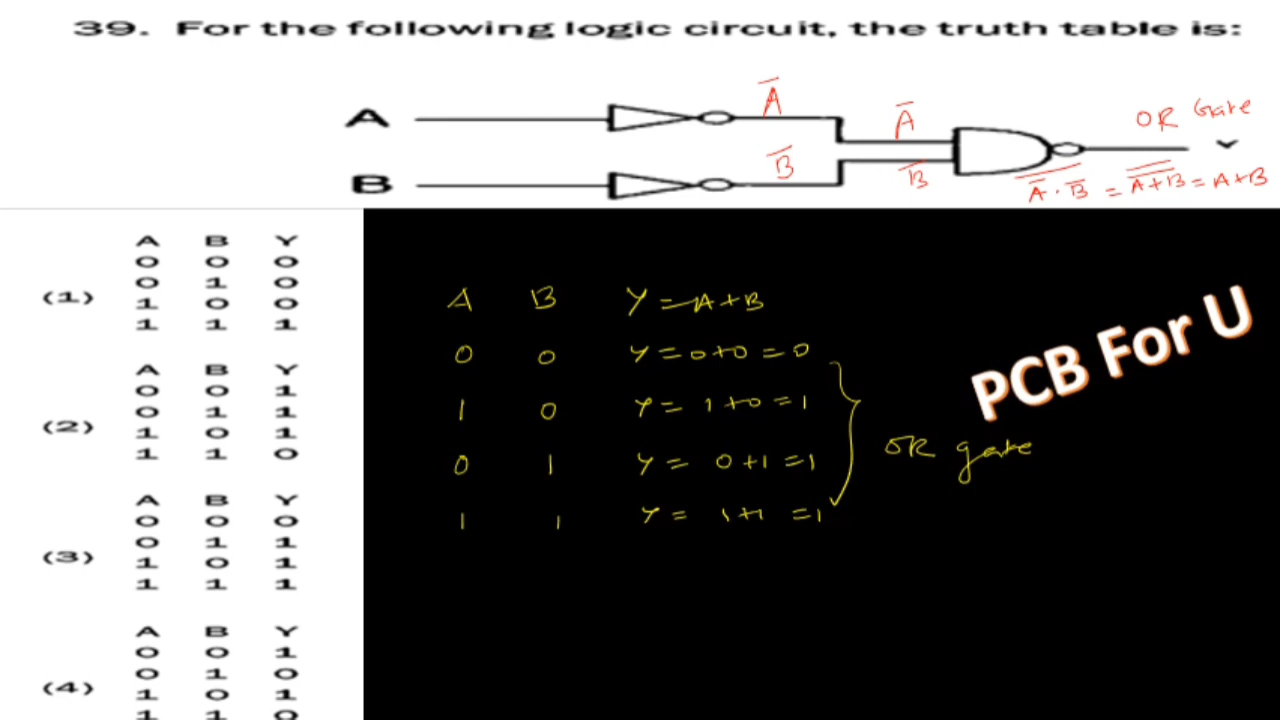 39. For the following logic circuit, the truth table is:
A̅
A
A̅
OR Gate
Y
B̅
B
B̅
A̅ . B̅ = A+B = A+B
A B Y
0 0 0
(1) 0 1 0
1 0 0
1 1 1
A B Y
0 0 1
(2) 0 1 1
1 0 1
1 1 0
A B Y
0 0 0
(3) 0 1 1
1 0 1
1 1 1
A B Y
0 0 1
(4) 0 1 0
1 0 1
1 1 0
A B Y = A+B
0 0 Y = 0+0 = 0
1 0 Y = 1+0 = 1
0 1 Y = 0+1 = 1
1 1 Y = 1+1 = 1
OR gate
PCB For U